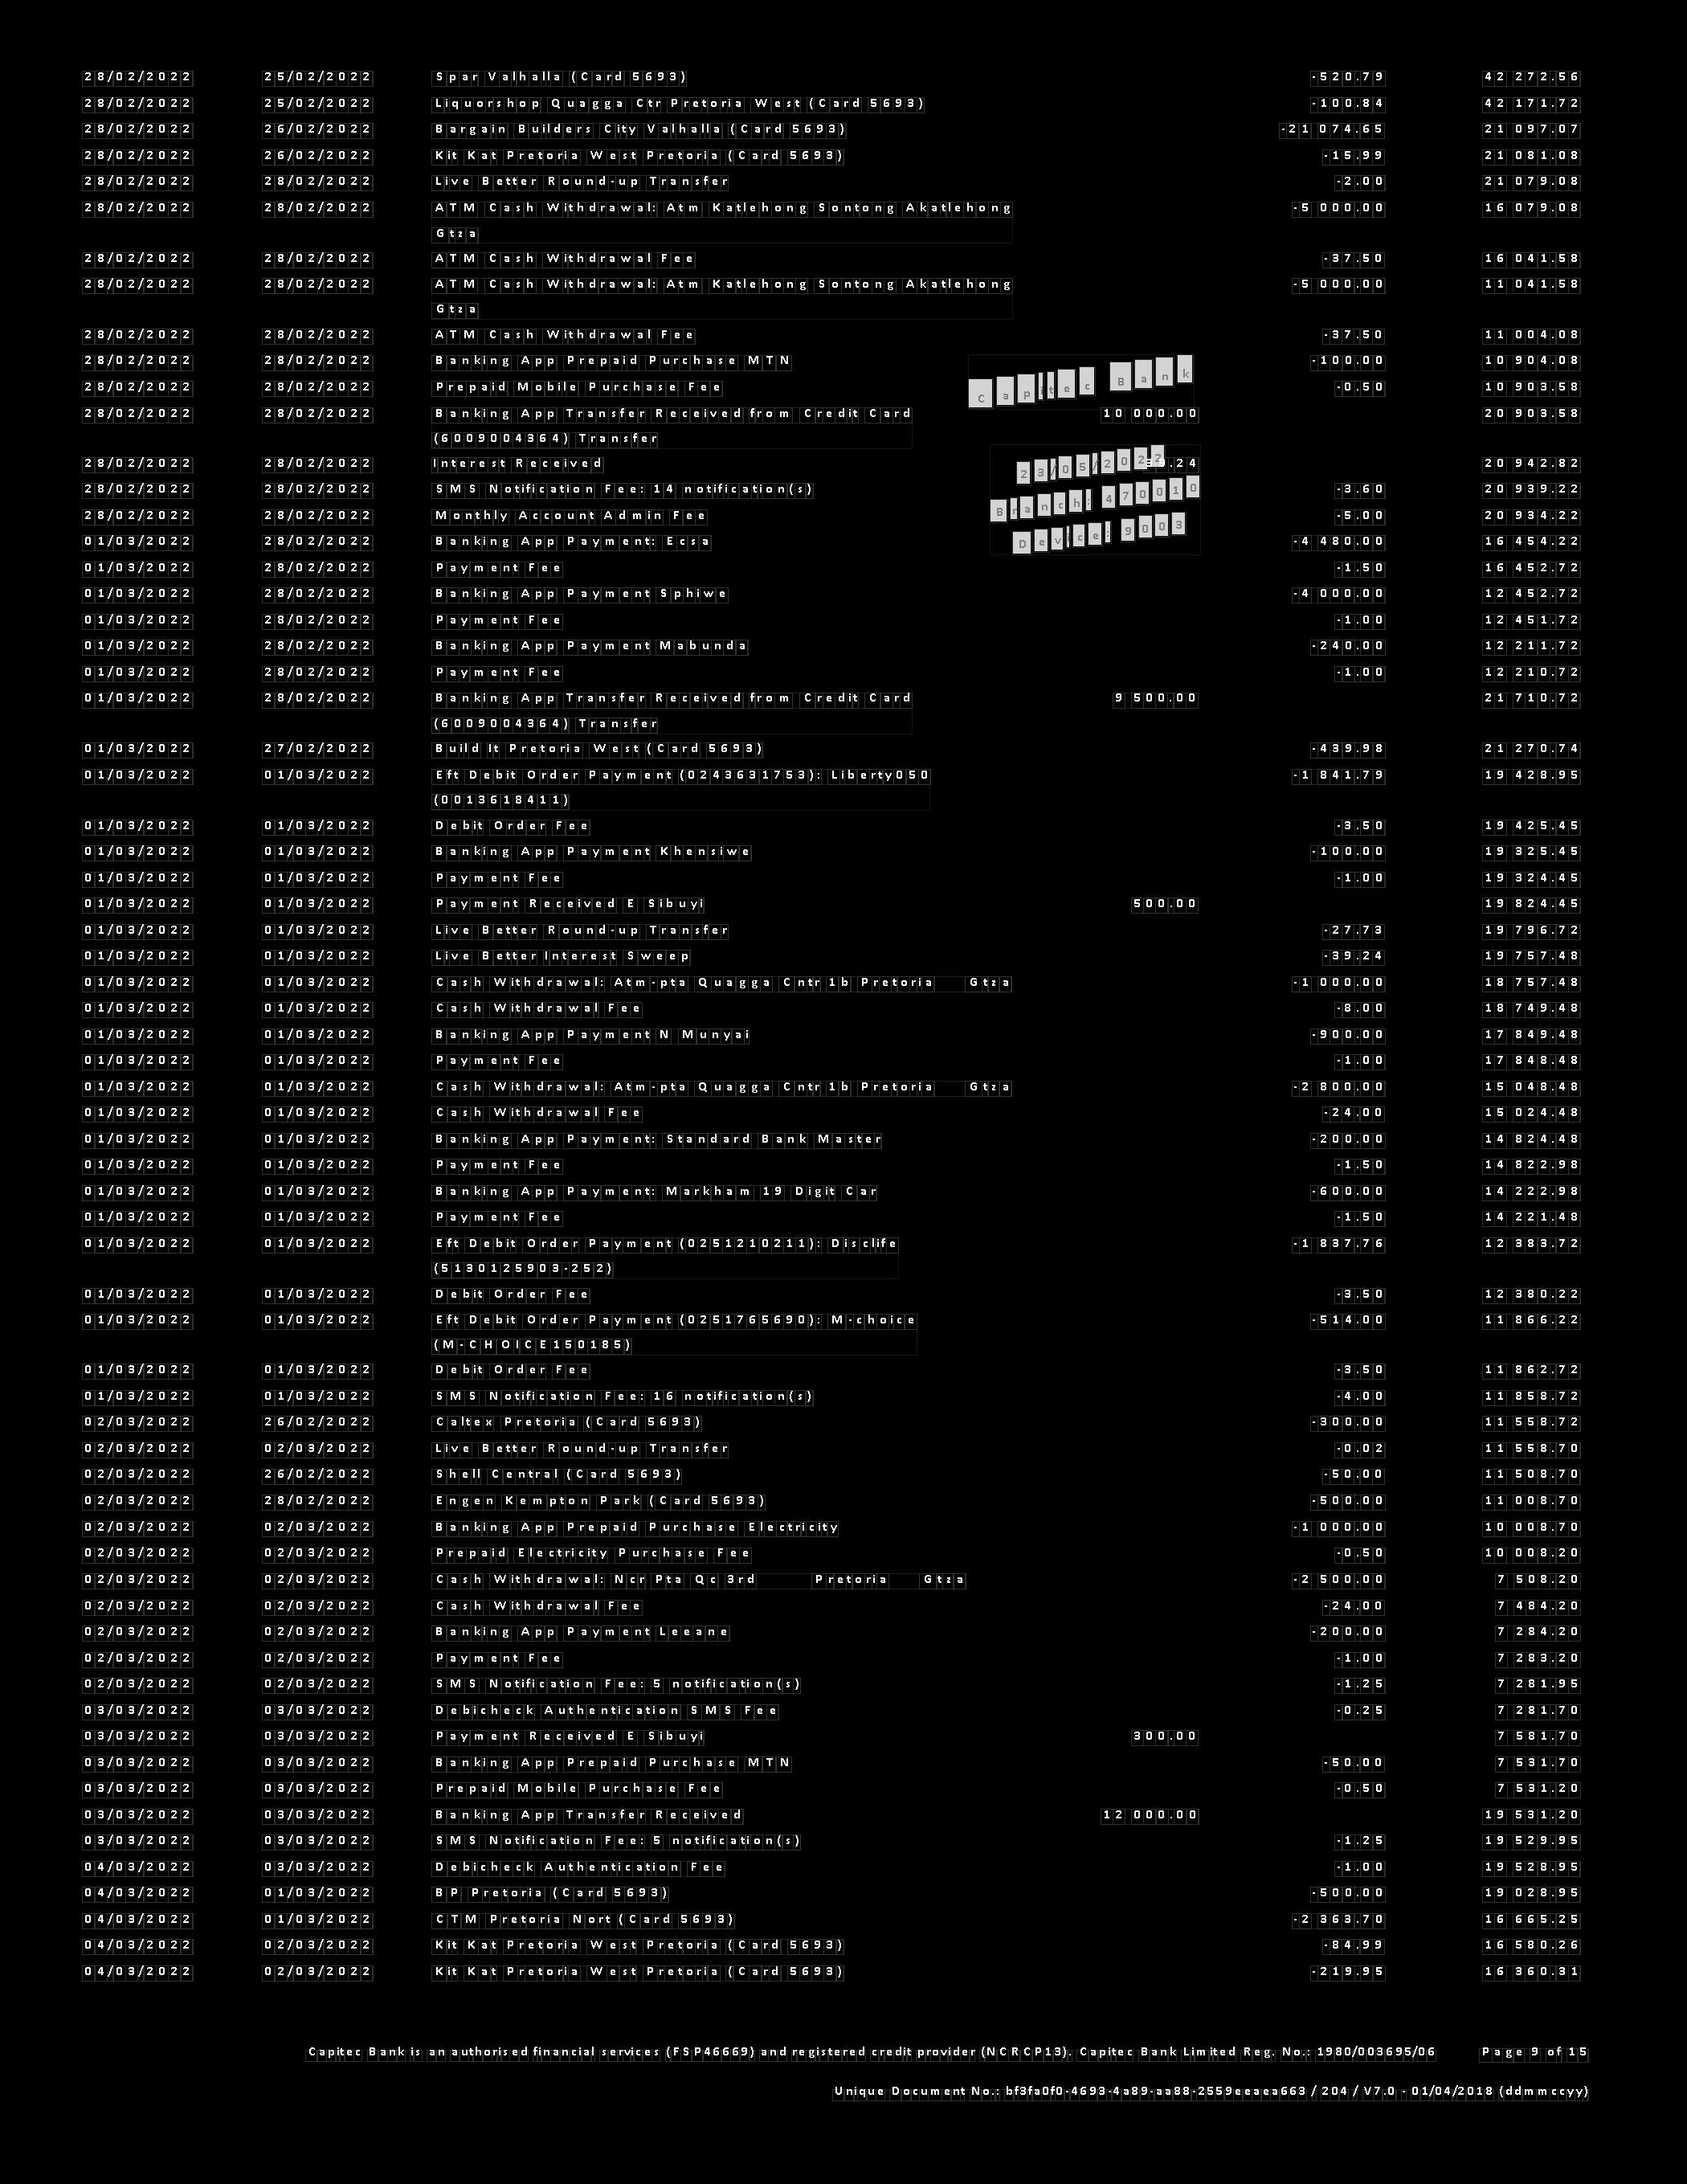 28/02/2022 25/02/2022 Spar Valhalla (Card 5693) -520.79 42 272.56
28/02/2022 25/02/2022 Liquorshop Quagga Ctr Pretoria West (Card 5693) -100.84 42 171.72
28/02/2022 26/02/2022 Bargain Builders City Valhalla (Card 5693) -21 074.65 21 097.07
28/02/2022 26/02/2022 Kit Kat Pretoria West Pretoria (Card 5693) -15.99 21 081.08
28/02/2022 28/02/2022 Live Better Round-up Transfer -2.00 21 079.08
28/02/2022 28/02/2022 ATM Cash Withdrawal: Atm Katlehong Sontong Akatlehong -5 000.00 16 079.08
Gtza
28/02/2022 28/02/2022 ATM Cash Withdrawal Fee -37.50 16 041.58
28/02/2022 28/02/2022 ATM Cash Withdrawal: Atm Katlehong Sontong Akatlehong -5 000.00 11 041.58
Gtza
28/02/2022 28/02/2022 ATM Cash Withdrawal Fee -37.50 11 004.08
28/02/2022 28/02/2022 Banking App Prepaid Purchase MTN -100.00 10 904.08
Capitec Bank
28/02/2022 28/02/2022 Prepaid Mobile Purchase Fee -0.50 10 903.58
28/02/2022 28/02/2022 Banking App Transfer Received from Credit Card 10 000.00 20 903.58
(6009004364) Transfer
23/05/2022
28/02/2022 28/02/2022 Interest Received .24 20 942.82
28/02/2022 28/02/2022 SMS Notification Fee: 14 notification(s) -3.60 20 939.22
Branch: 470010
28/02/2022 28/02/2022 Monthly Account Admin Fee -5.00 20 934.22
Device: 9003
01/03/2022 28/02/2022 Banking App Payment: Ecsa -4 480.00 16 454.22
01/03/2022 28/02/2022 Payment Fee -1.50 16 452.72
01/03/2022 28/02/2022 Banking App Payment Sphiwe -4 000.00 12 452.72
01/03/2022 28/02/2022 Payment Fee -1.00 12 451.72
01/03/2022 28/02/2022 Banking App Payment Mabunda -240.00 12 211.72
01/03/2022 28/02/2022 Payment Fee -1.00 12 210.72
01/03/2022 28/02/2022 Banking App Transfer Received from Credit Card 9 500.00 21 710.72
(6009004364) Transfer
01/03/2022 27/02/2022 Build It Pretoria West (Card 5693) -439.98 21 270.74
01/03/2022 01/03/2022 Eft Debit Order Payment (0243631753): Liberty050 -1 841.79 19 428.95
(0013618411)
01/03/2022 01/03/2022 Debit Order Fee -3.50 19 425.45
01/03/2022 01/03/2022 Banking App Payment Khensiwe -100.00 19 325.45
01/03/2022 01/03/2022 Payment Fee -1.00 19 324.45
01/03/2022 01/03/2022 Payment Received E Sibuyi 500.00 19 824.45
01/03/2022 01/03/2022 Live Better Round-up Transfer -27.73 19 796.72
01/03/2022 01/03/2022 Live Better Interest Sweep -39.24 19 757.48
01/03/2022 01/03/2022 Cash Withdrawal: Atm-pta Quagga Cntr 1b Pretoria Gtza -1 000.00 18 757.48
01/03/2022 01/03/2022 Cash Withdrawal Fee -8.00 18 749.48
01/03/2022 01/03/2022 Banking App Payment N Munyai -900.00 17 849.48
01/03/2022 01/03/2022 Payment Fee -1.00 17 848.48
01/03/2022 01/03/2022 Cash Withdrawal: Atm-pta Quagga Cntr 1b Pretoria Gtza -2 800.00 15 048.48
01/03/2022 01/03/2022 Cash Withdrawal Fee -24.00 15 024.48
01/03/2022 01/03/2022 Banking App Payment: Standard Bank Master -200.00 14 824.48
01/03/2022 01/03/2022 Payment Fee -1.50 14 822.98
01/03/2022 01/03/2022 Banking App Payment: Markham 19 Digit Car -600.00 14 222.98
01/03/2022 01/03/2022 Payment Fee -1.50 14 221.48
01/03/2022 01/03/2022 Eft Debit Order Payment (0251210211): Disclife -1 837.76 12 383.72
(5130125903-252)
01/03/2022 01/03/2022 Debit Order Fee -3.50 12 380.22
01/03/2022 01/03/2022 Eft Debit Order Payment (0251765690): M-choice -514.00 11 866.22
(M-CHOICE150185)
01/03/2022 01/03/2022 Debit Order Fee -3.50 11 862.72
01/03/2022 01/03/2022 SMS Notification Fee: 16 notification(s) -4.00 11 858.72
02/03/2022 26/02/2022 Caltex Pretoria (Card 5693) -300.00 11 558.72
02/03/2022 02/03/2022 Live Better Round-up Transfer -0.02 11 558.70
02/03/2022 26/02/2022 Shell Central (Card 5693) -50.00 11 508.70
02/03/2022 28/02/2022 Engen Kempton Park (Card 5693) -500.00 11 008.70
02/03/2022 02/03/2022 Banking App Prepaid Purchase Electricity -1 000.00 10 008.70
02/03/2022 02/03/2022 Prepaid Electricity Purchase Fee -0.50 10 008.20
02/03/2022 02/03/2022 Cash Withdrawal: Ncr Pta Qc 3rd Pretoria Gtza -2 500.00 7 508.20
02/03/2022 02/03/2022 Cash Withdrawal Fee -24.00 7 484.20
02/03/2022 02/03/2022 Banking App Payment Leeane -200.00 7 284.20
02/03/2022 02/03/2022 Payment Fee -1.00 7 283.20
02/03/2022 02/03/2022 SMS Notification Fee: 5 notification(s) -1.25 7 281.95
03/03/2022 03/03/2022 Debicheck Authentication SMS Fee -0.25 7 281.70
03/03/2022 03/03/2022 Payment Received E Sibuyi 300.00 7 581.70
03/03/2022 03/03/2022 Banking App Prepaid Purchase MTN -50.00 7 531.70
03/03/2022 03/03/2022 Prepaid Mobile Purchase Fee -0.50 7 531.20
03/03/2022 03/03/2022 Banking App Transfer Received 12 000.00 19 531.20
03/03/2022 03/03/2022 SMS Notification Fee: 5 notification(s) -1.25 19 529.95
04/03/2022 03/03/2022 Debicheck Authentication Fee -1.00 19 528.95
04/03/2022 01/03/2022 BP Pretoria (Card 5693) -500.00 19 028.95
04/03/2022 01/03/2022 CTM Pretoria Nort (Card 5693) -2 363.70 16 665.25
04/03/2022 02/03/2022 Kit Kat Pretoria West Pretoria (Card 5693) -84.99 16 580.26
04/03/2022 02/03/2022 Kit Kat Pretoria West Pretoria (Card 5693) -219.95 16 360.31
Capitec Bank is an authorised financial services (FSP46669) and registered credit provider (NCRCP13). Capitec Bank Limited Reg. No.: 1980/003695/06 Page 9 of 15
Unique Document No.: bf3fa0f0-4693-4a89-aa88-2559eeaea663 / 204 / V7.0 - 01/04/2018 (ddmmccyy)